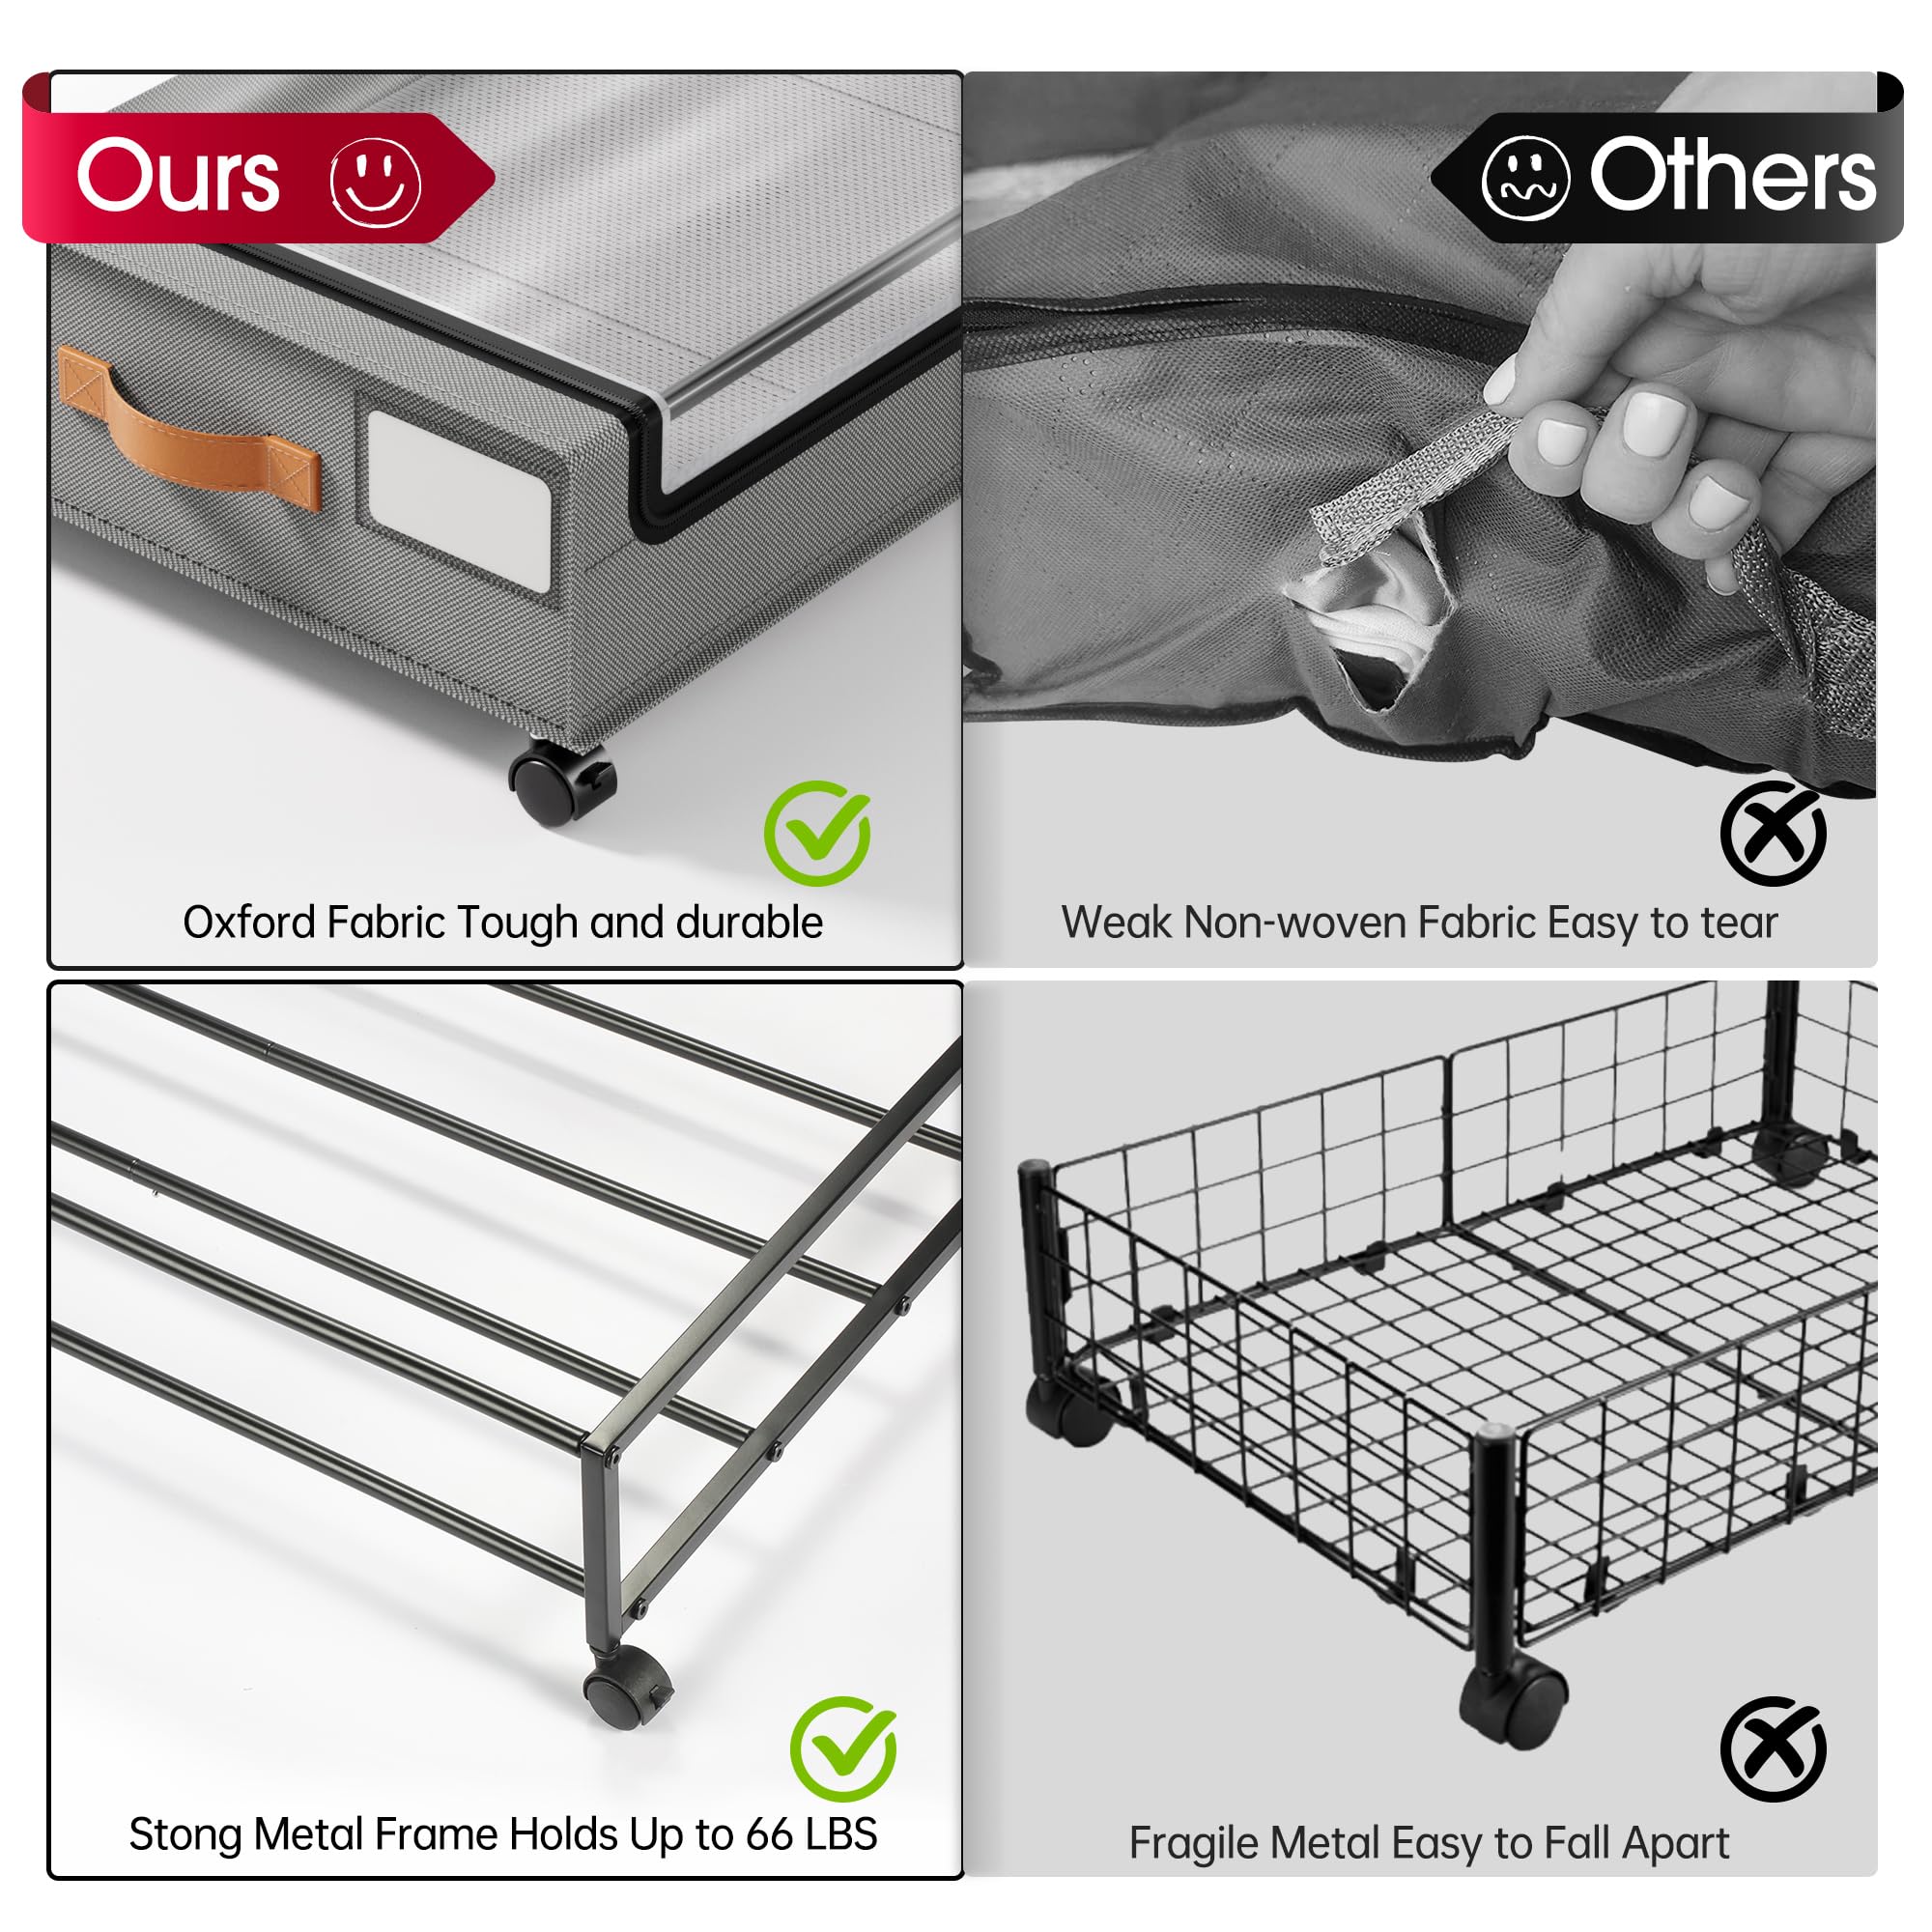 Ours
Others
Oxford Fabric Tough and durable
Weak Non-woven Fabric Easy to tear
Stong Metal Frame Holds Up to 66 LBS
Fragile Metal Easy to Fall Apart